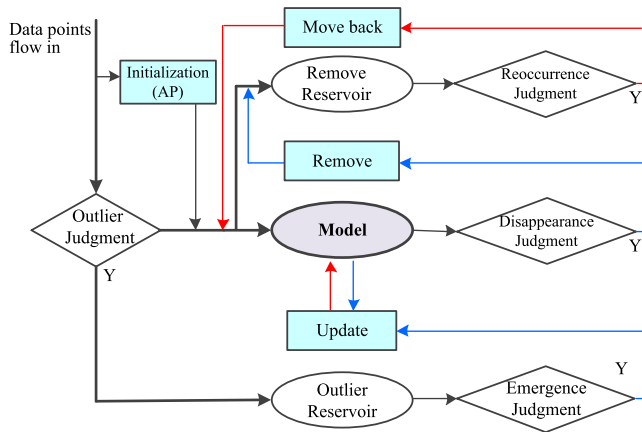 Data points
flow in
Initialization
(AP)
Outlier
Judgment
Y
Move back
Remove
Reservoir
Reoccurrence
Judgment
Y
Remove
Model
Disappearance
Judgment
Y
Update
Outlier
Reservoir
Emergence
Judgment
Y